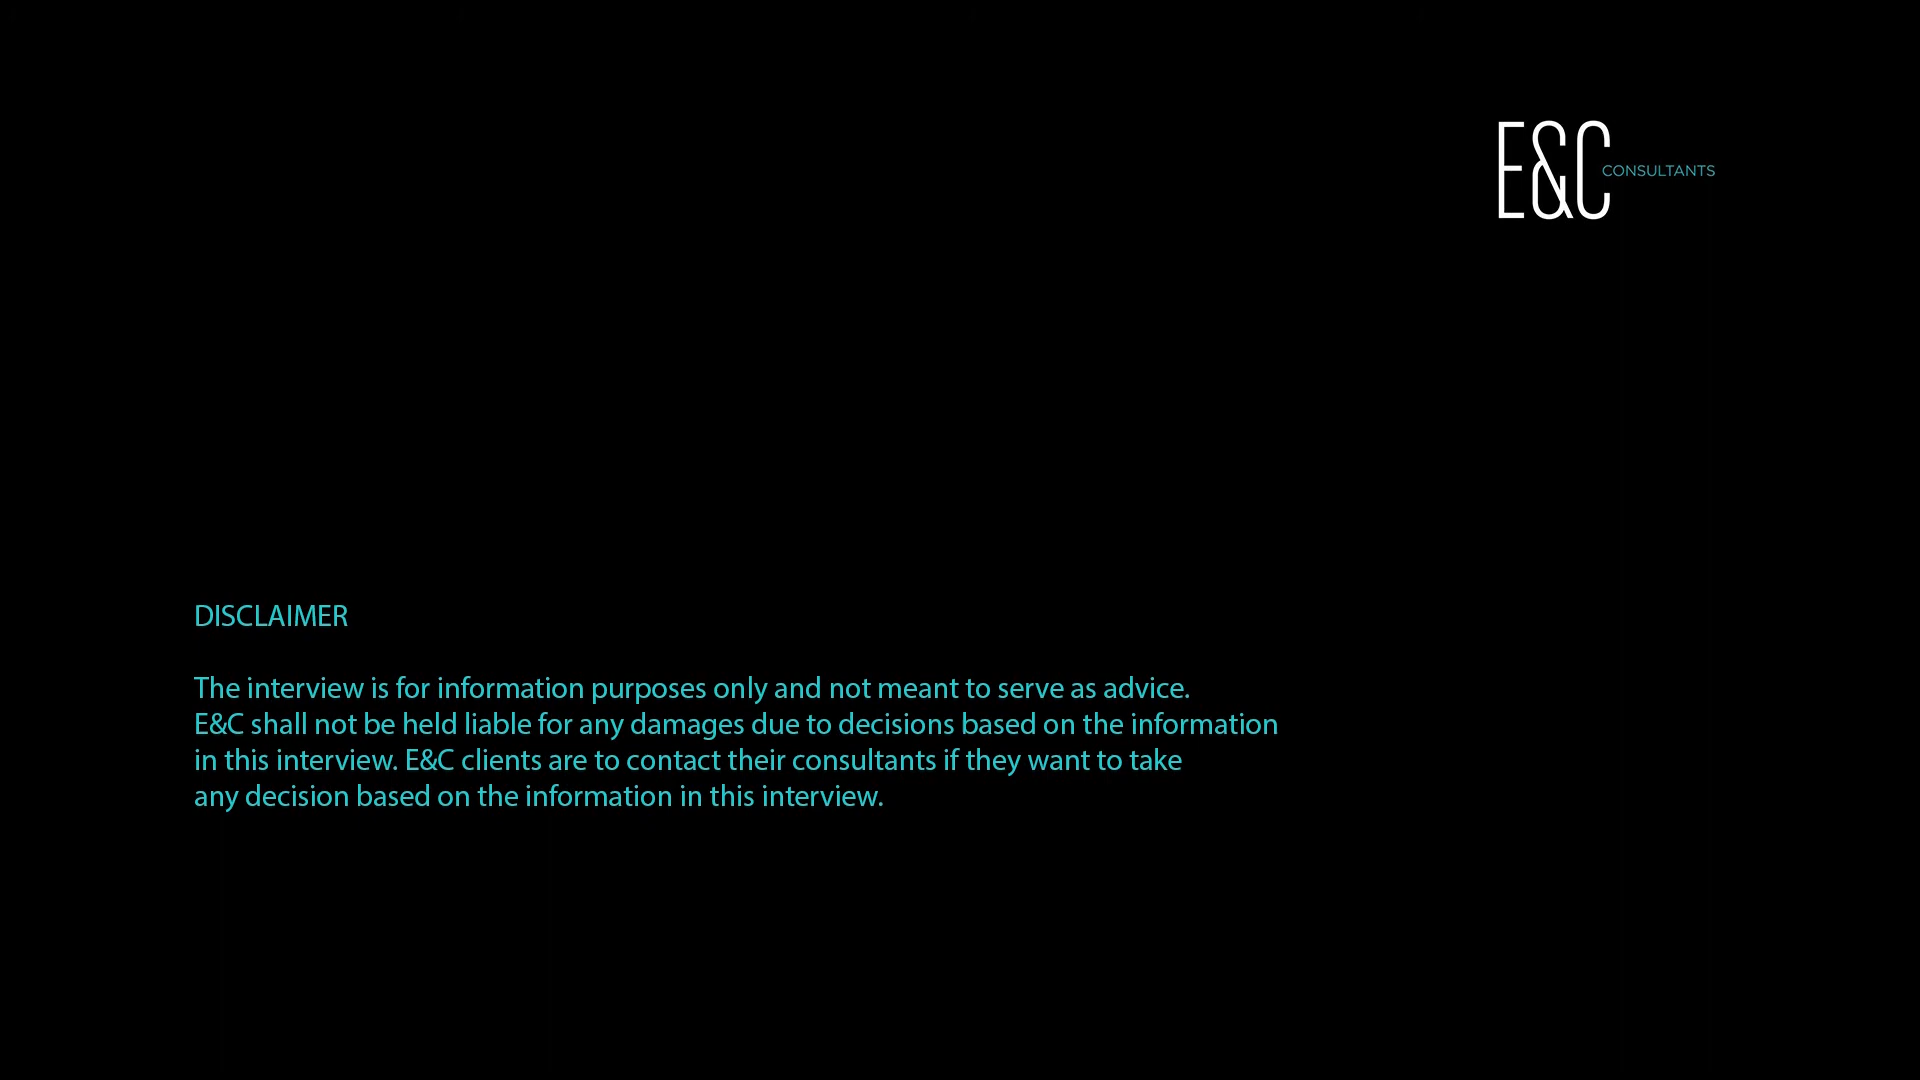 E&C CONSULTANTS
DISCLAIMER
The interview is for information purposes only and not meant to serve as advice.
E&C shall not be held liable for any damages due to decisions based on the information
in this interview. E&C clients are to contact their consultants if they want to take
any decision based on the information in this interview.